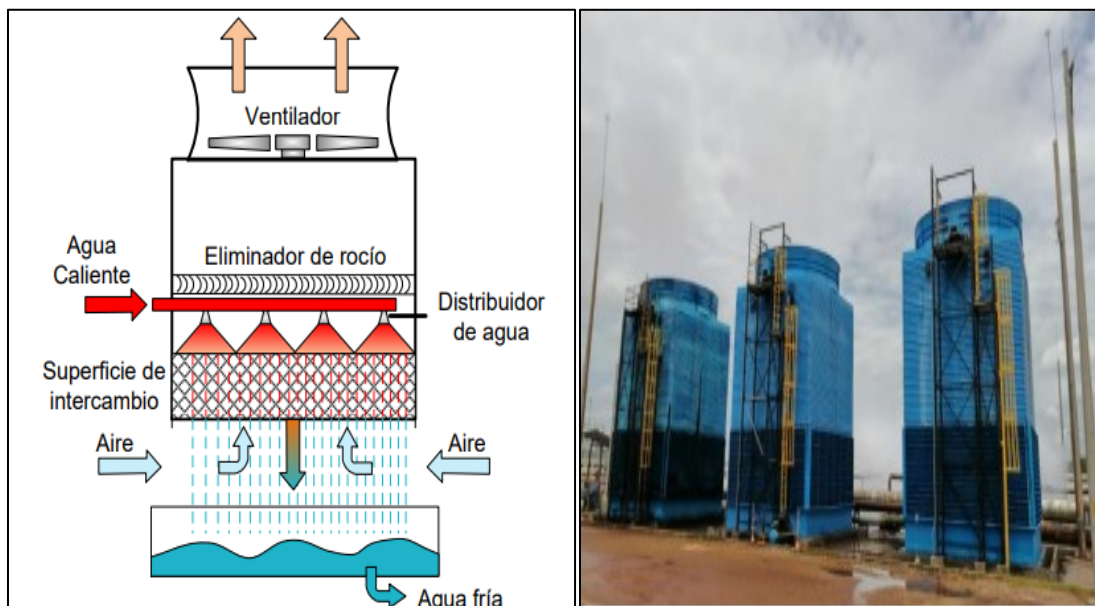 Ventilador
Agua
Caliente
Eliminador de rocío
Distribuidor
de agua
Superficie de
intercambio
Aire
Aire
Agua fría